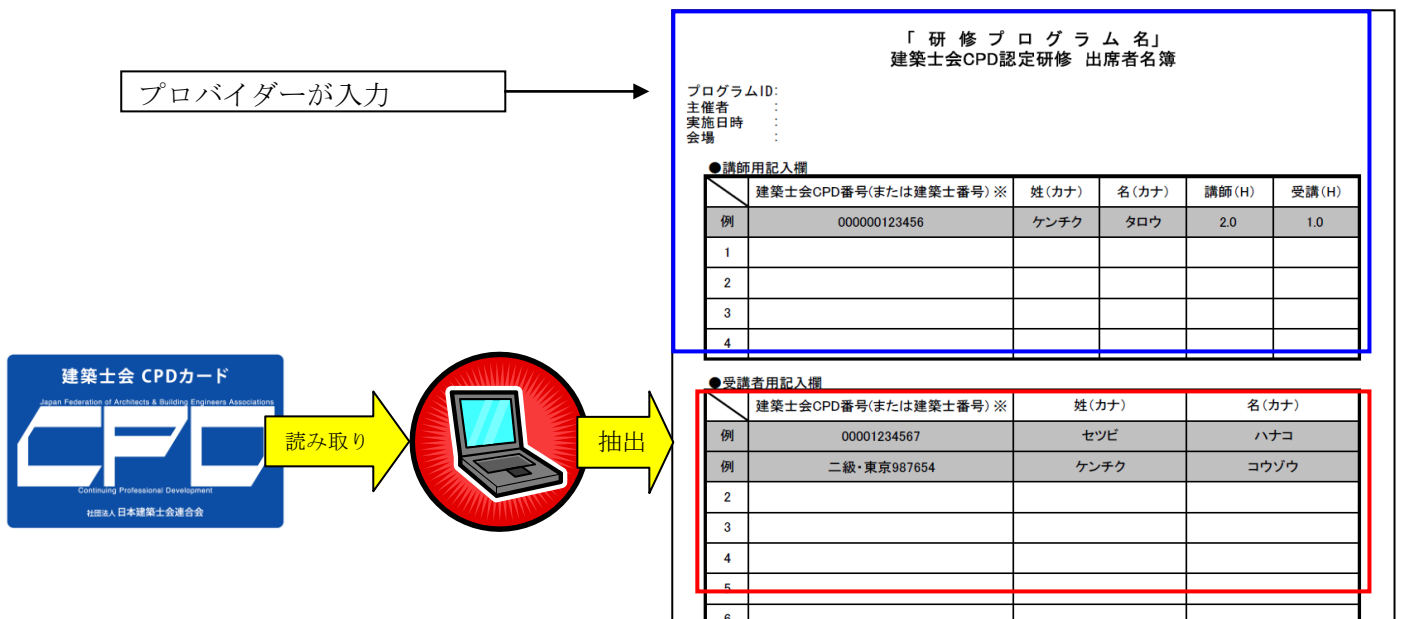 プロバイダーが入力
「 研 修 プ ロ グ ラ ム 名」
建築士会CPD認定研修 出席者名簿
プログラムID:
主催者 :
実施日時 :
会場 :
●講師用記入欄
建築士会CPD番号(または建築士番号)※ 姓(カナ) 名(カナ) 講師(H) 受講(H)
例 000000123456 ケンチク タロウ 2.0 1.0
1
2
3
4
建築士会 CPDカード
Japan Federation of Architects & Building Engineers Associations
CPD
Continuing Professional Development
社団法人 日本建築士会連合会
読み取り
抽出
●受講者用記入欄
建築士会CPD番号(または建築士番号)※ 姓(カナ) 名(カナ)
例 00001234567 セツビ ハナコ
例 二級・東京987654 ケンチク コウゾウ
2
3
4
5
6